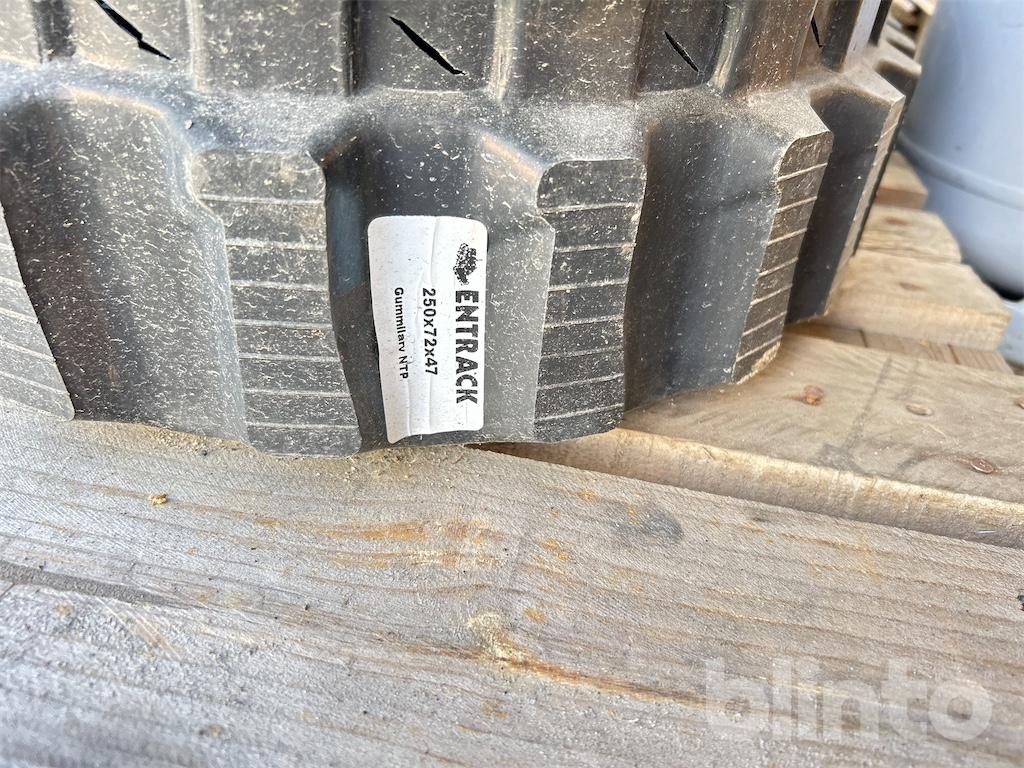 ENTRACK
250x72x47
Gummilarv NTP
blinto